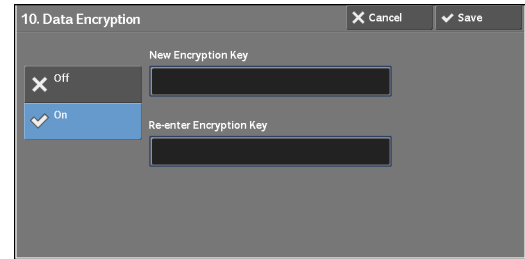 10. Data Encryption
Cancel
Save
New Encryption Key
Off
On
Re-enter Encryption Key